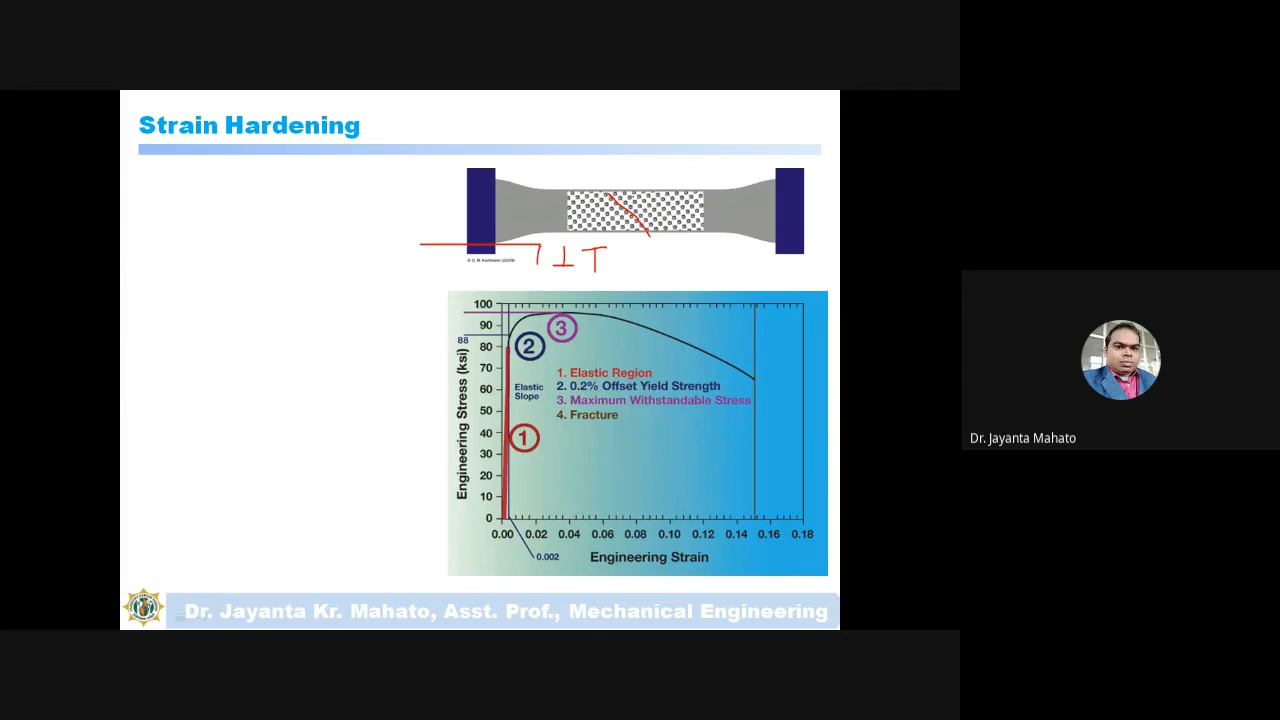 Strain Hardening
⊥ T
100
90
88
80
70
60
50
40
30
20
10
0
Engineering Stress (ksi)
3
2
1
Elastic
Slope
1. Elastic Region
2. 0.2% Offset Yield Strength
3. Maximum Withstandable Stress
4. Fracture
0.00 0.02 0.04 0.06 0.08 0.10 0.12 0.14 0.16 0.18
0.002
Engineering Strain
Dr. Jayanta Kr. Mahato, Asst. Prof., Mechanical Engineering
Dr. Jayanta Mahato